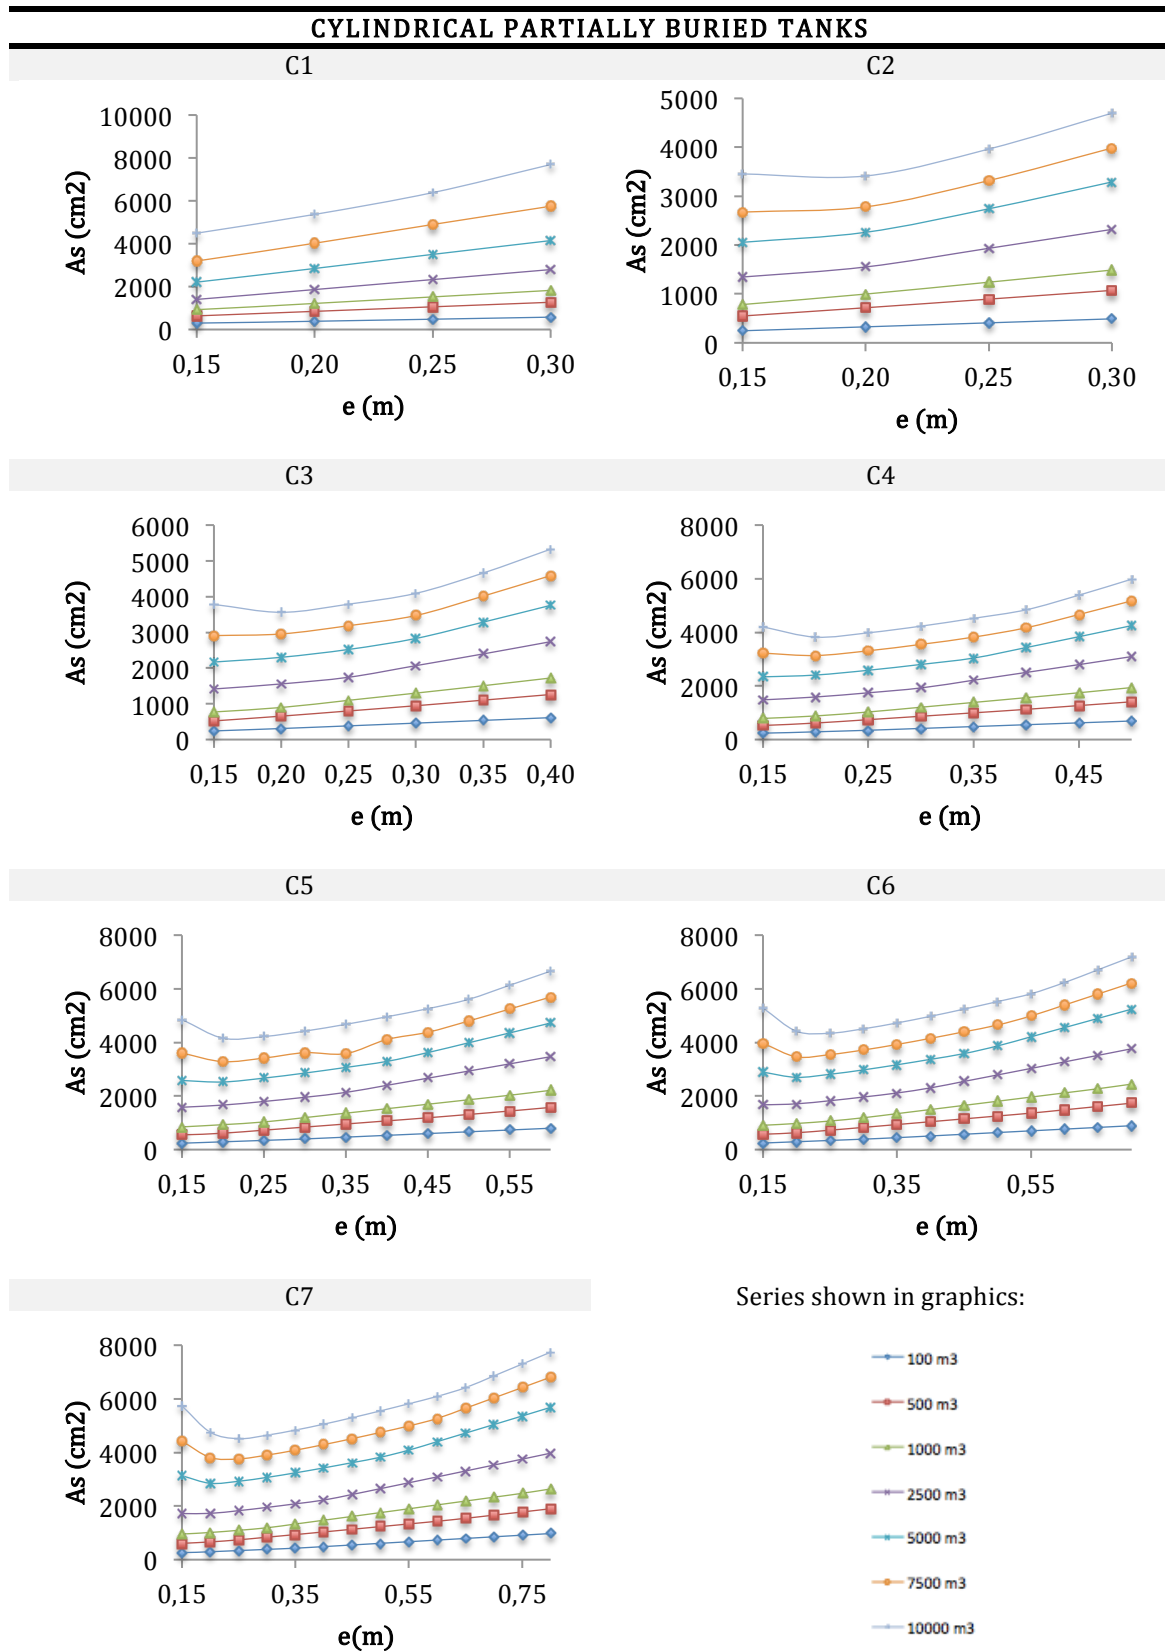 CYLINDRICAL PARTIALLY BURIED TANKS
C1
C2
10000
8000
6000
4000
2000
0
As (cm2)
0,15 0,20 0,25 0,30
e (m)
5000
4000
3000
2000
1000
0
As (cm2)
0,15 0,20 0,25 0,30
e (m)
C3
C4
6000
5000
4000
3000
2000
1000
0
As (cm2)
0,15 0,20 0,25 0,30 0,35 0,40
e (m)
8000
6000
4000
2000
0
As (cm2)
0,15 0,25 0,35 0,45
e (m)
C5
C6
8000
6000
4000
2000
0
As (cm2)
0,15 0,25 0,35 0,45 0,55
e (m)
8000
6000
4000
2000
0
As (cm2)
0,15 0,35 0,55
e (m)
C7
8000
6000
4000
2000
0
As (cm2)
0,15 0,35 0,55 0,75
e(m)
Series shown in graphics:
100 m3
500 m3
1000 m3
2500 m3
5000 m3
7500 m3
10000 m3